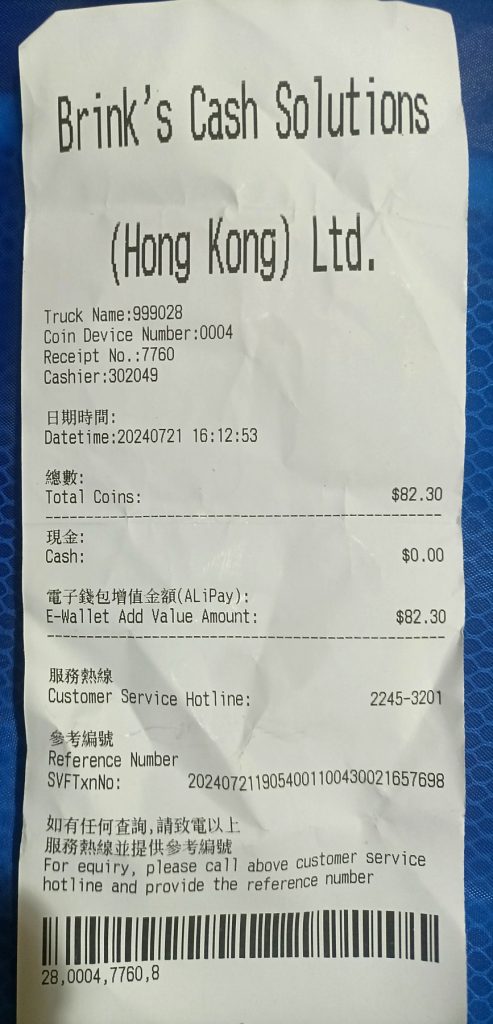 Brink's Cash Solutions
(Hong Kong) Ltd.
Truck Name:999028
Coin Device Number:0004
Receipt No.:7760
Cashier:302049
日期時間:
Datetime:20240721 16:12:53
總數:
Total Coins: $82.30
現金:
Cash: $0.00
電子錢包增值金額(ALiPay):
E-Wallet Add Value Amount: $82.30
服務熱線
Customer Service Hotline: 2245-3201
參考編號
Reference Number
SVFTxnNo: 20240721190540011004300216​57698
如有任何查詢,請致電以上
服務熱線並提供參考編號
For equiry, please call above customer service
hotline and provide the reference number
28,0004,7760,8